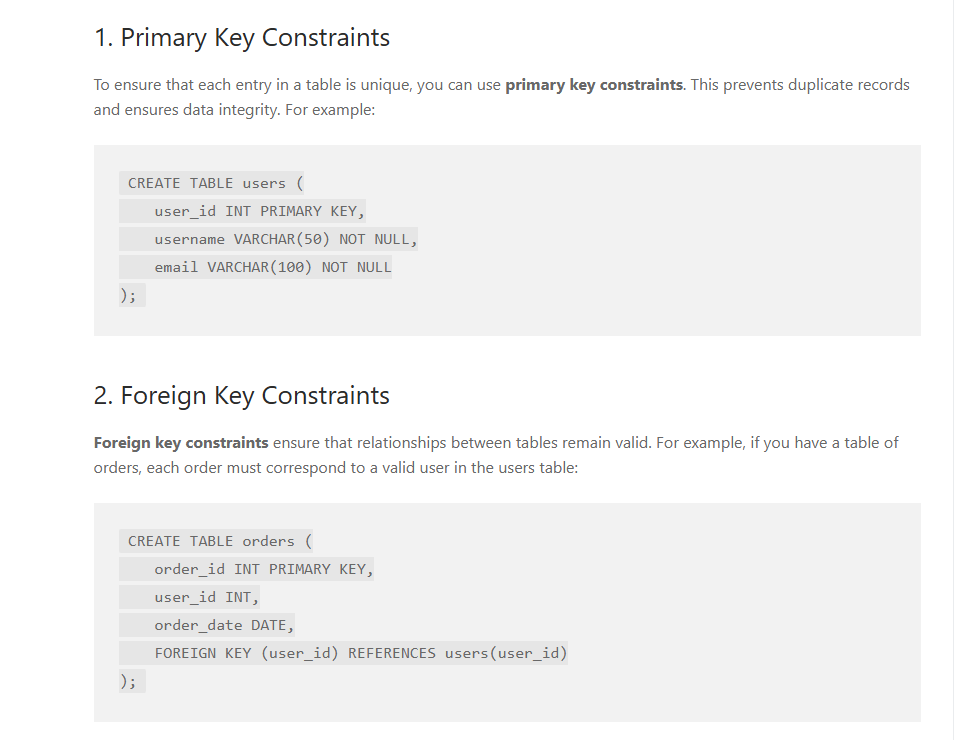 1. Primary Key Constraints
To ensure that each entry in a table is unique, you can use primary key constraints. This prevents duplicate records
and ensures data integrity. For example:
CREATE TABLE users (
    user_id INT PRIMARY KEY,
    username VARCHAR(50) NOT NULL,
    email VARCHAR(100) NOT NULL
);
2. Foreign Key Constraints
Foreign key constraints ensure that relationships between tables remain valid. For example, if you have a table of
orders, each order must correspond to a valid user in the users table:
CREATE TABLE orders (
    order_id INT PRIMARY KEY,
    user_id INT,
    order_date DATE,
    FOREIGN KEY (user_id) REFERENCES users(user_id)
);